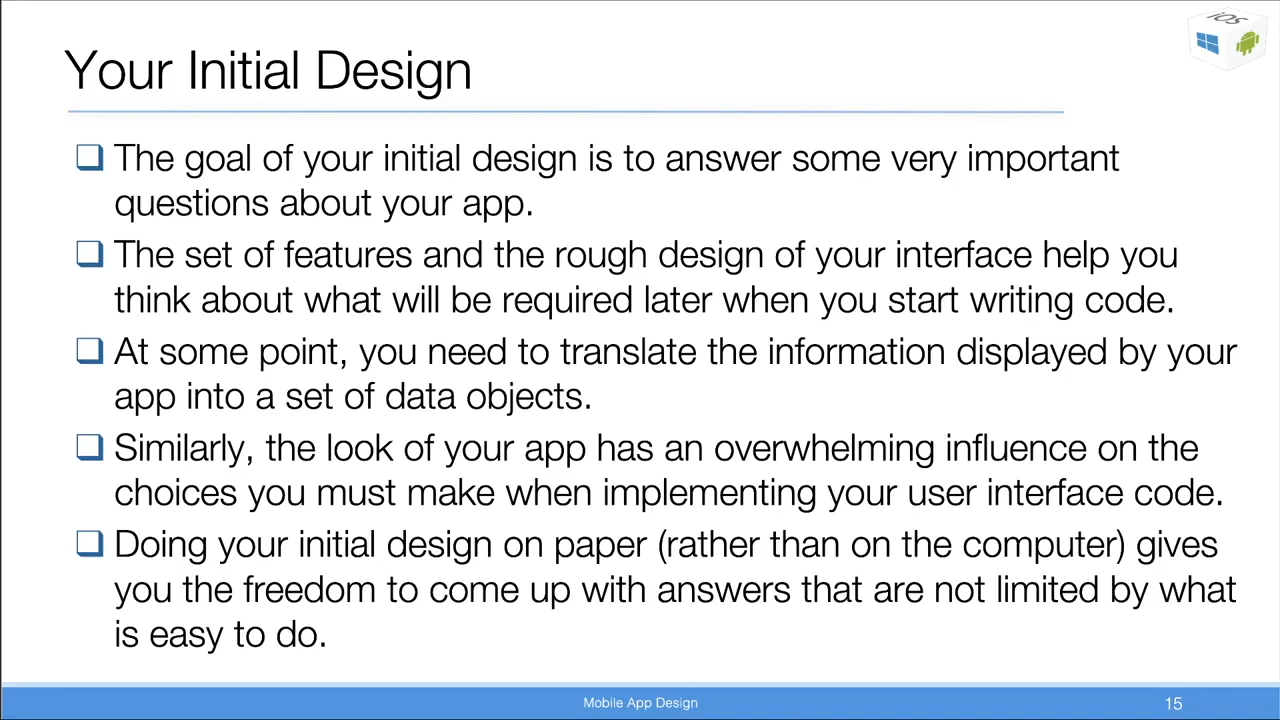 iOS
Your Initial Design
The goal of your initial design is to answer some very important
questions about your app.
The set of features and the rough design of your interface help you
think about what will be required later when you start writing code.
At some point, you need to translate the information displayed by your
app into a set of data objects.
Similarly, the look of your app has an overwhelming influence on the
choices you must make when implementing your user interface code.
Doing your initial design on paper (rather than on the computer) gives
you the freedom to come up with answers that are not limited by what
is easy to do.
Mobile App Design
15